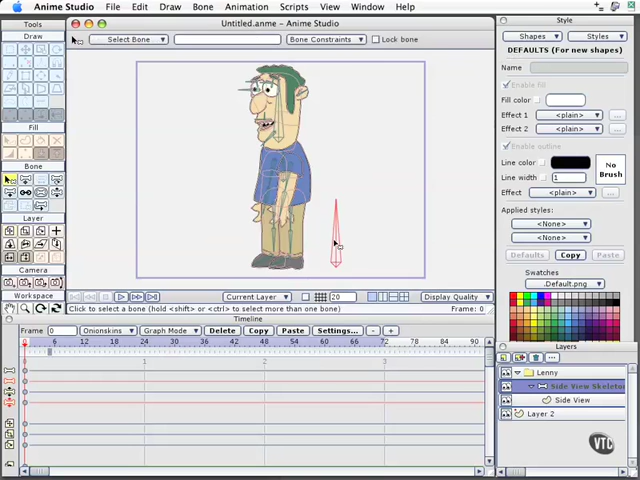 Anime Studio File Edit Draw Bone Animation Scripts View Window Help
Tools
Draw
Fill
Bone
Layer
Camera
Workspace
Untitled.anme - Anime Studio
Select Bone
Bone Constraints
Lock bone
Current Layer
20
Display Quality
Click to select a bone (hold <shift> or <ctrl> to select more than one bone)
Frame: 0
Timeline
Frame 0
Onionskins
Graph Mode
Delete
Copy
Paste
Settings...
-
+
0 6 12 18 24 30 36 42 48 54 60 66 72 78 84 90
1 2 3
Style
Shapes
Styles
DEFAULTS (For new shapes)
Name
Enable fill
Fill color
Effect 1 <plain> ...
Effect 2 <plain> ...
Enable outline
Line color
Line width 1
No Brush
Effect <plain> ...
Applied styles:
<None>
<None>
Defaults
Copy
Swatches
.Default.png
Layers
Lenny
Side View Skeleto
Side View
Layer 2
VTC